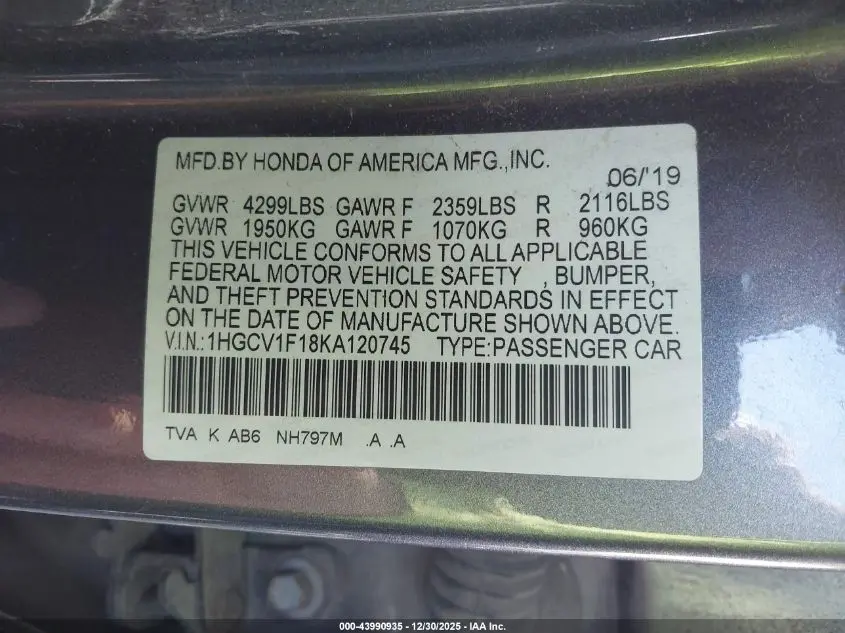 MFD.BY HONDA OF AMERICA MFG.,INC.
06/'19
GVWR 4299LBS GAWR F 2359LBS R 2116LBS
GVWR 1950KG GAWR F 1070KG R 960KG
THIS VEHICLE CONFORMS TO ALL APPLICABLE
FEDERAL MOTOR VEHICLE SAFETY , BUMPER,
AND THEFT PREVENTION STANDARDS IN EFFECT
ON THE DATE OF MANUFACTURE SHOWN ABOVE.
V.I.N.:1HGCV1F18KA120745 TYPE:PASSENGER CAR
TVA K AB6 NH797M .A .A
000-43990935 - 12/30/2025 - IAA Inc.